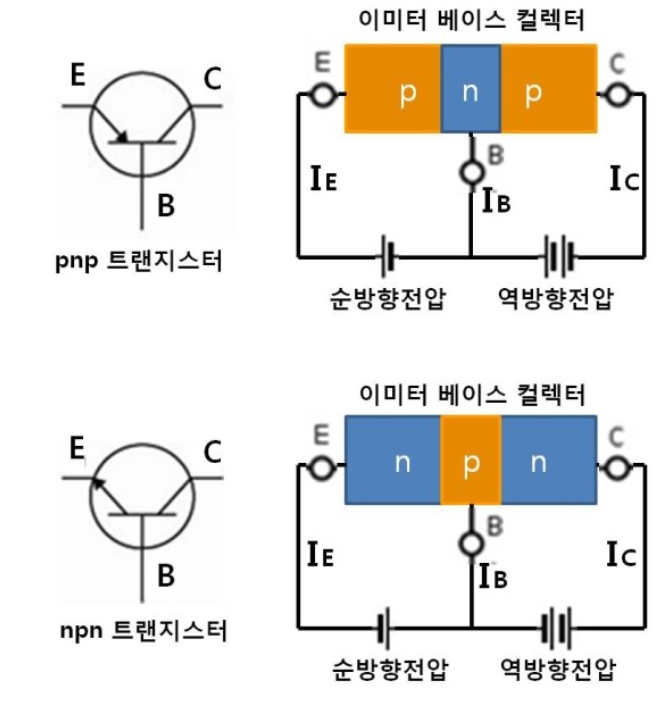 이미터 베이스 컬렉터
E C
E C
p n p
B
IE IB IC
B
pnp 트랜지스터
순방향전압 역방향전압
이미터 베이스 컬렉터
E C
E C
n p n
B
IE IB IC
B
npn 트랜지스터
순방향전압 역방향전압